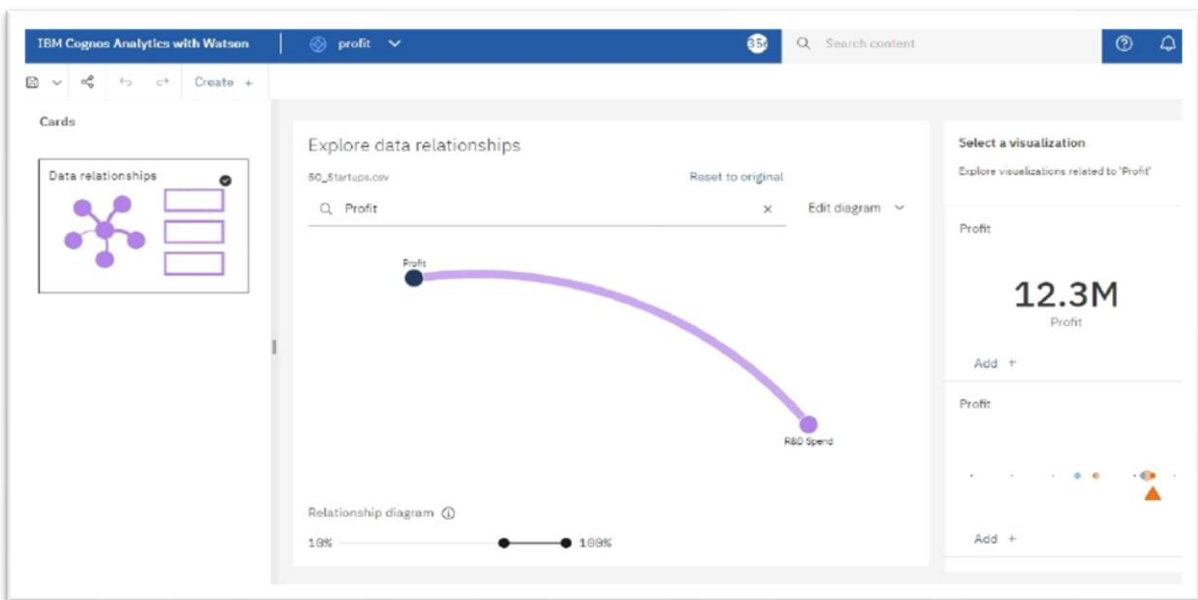 IBM Cognos Analytics with Watson
profit
Search content
Create +
Cards
Data relationships
Explore data relationships
50_Startups.csv
Reset to original
Profit
Edit diagram
Profit
R&D Spend
Relationship diagram
10%
100%
Select a visualization
Explore visualizations related to 'Profit'
Profit
12.3M
Profit
Add +
Profit
Add +